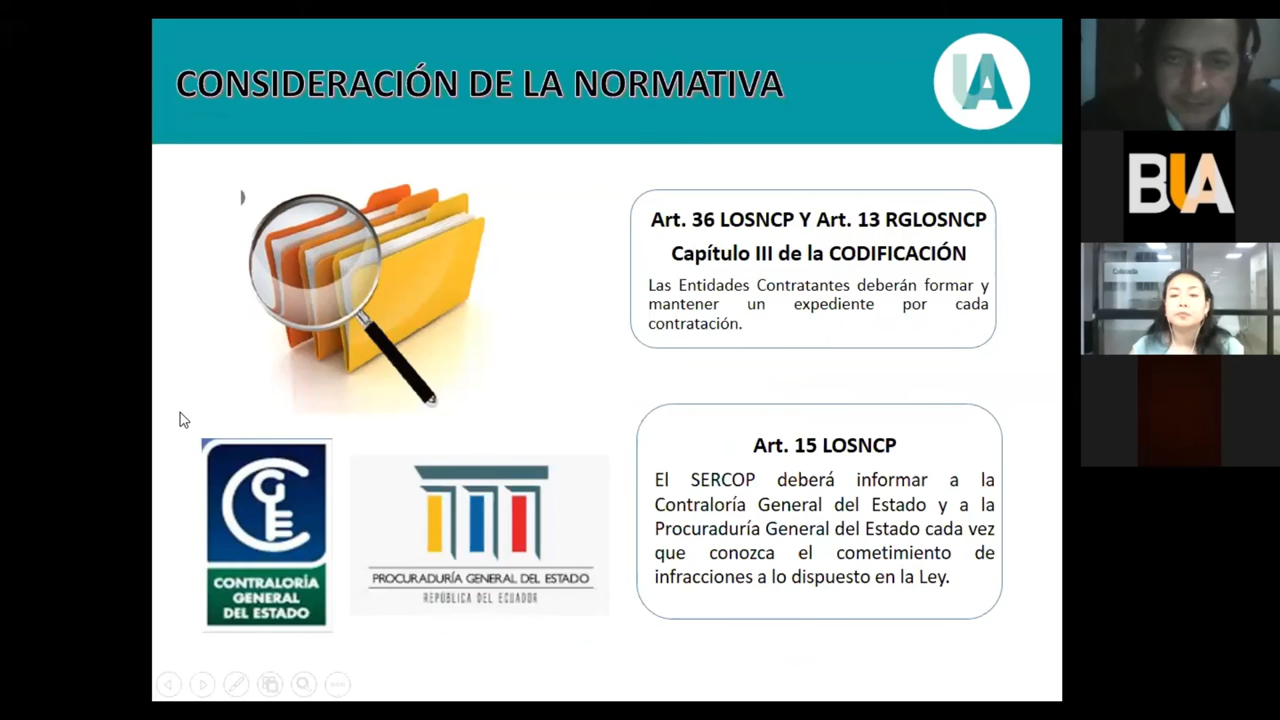 CONSIDERACIÓN DE LA NORMATIVA
UA
Art. 36 LOSNCP Y Art. 13 RGLOSNCP
Capítulo III de la CODIFICACIÓN
Las Entidades Contratantes deberán formar y
mantener un expediente por cada
contratación.
Art. 15 LOSNCP
El SERCOP deberá informar a la
Contraloría General del Estado y a la
Procuraduría General del Estado cada vez
que conozca el cometimiento de
infracciones a lo dispuesto en la Ley.
CGE
CONTRALORÍA
GENERAL
DEL ESTADO
PROCURADURÍA GENERAL DEL ESTADO
REPÚBLICA DEL ECUADOR
BUA